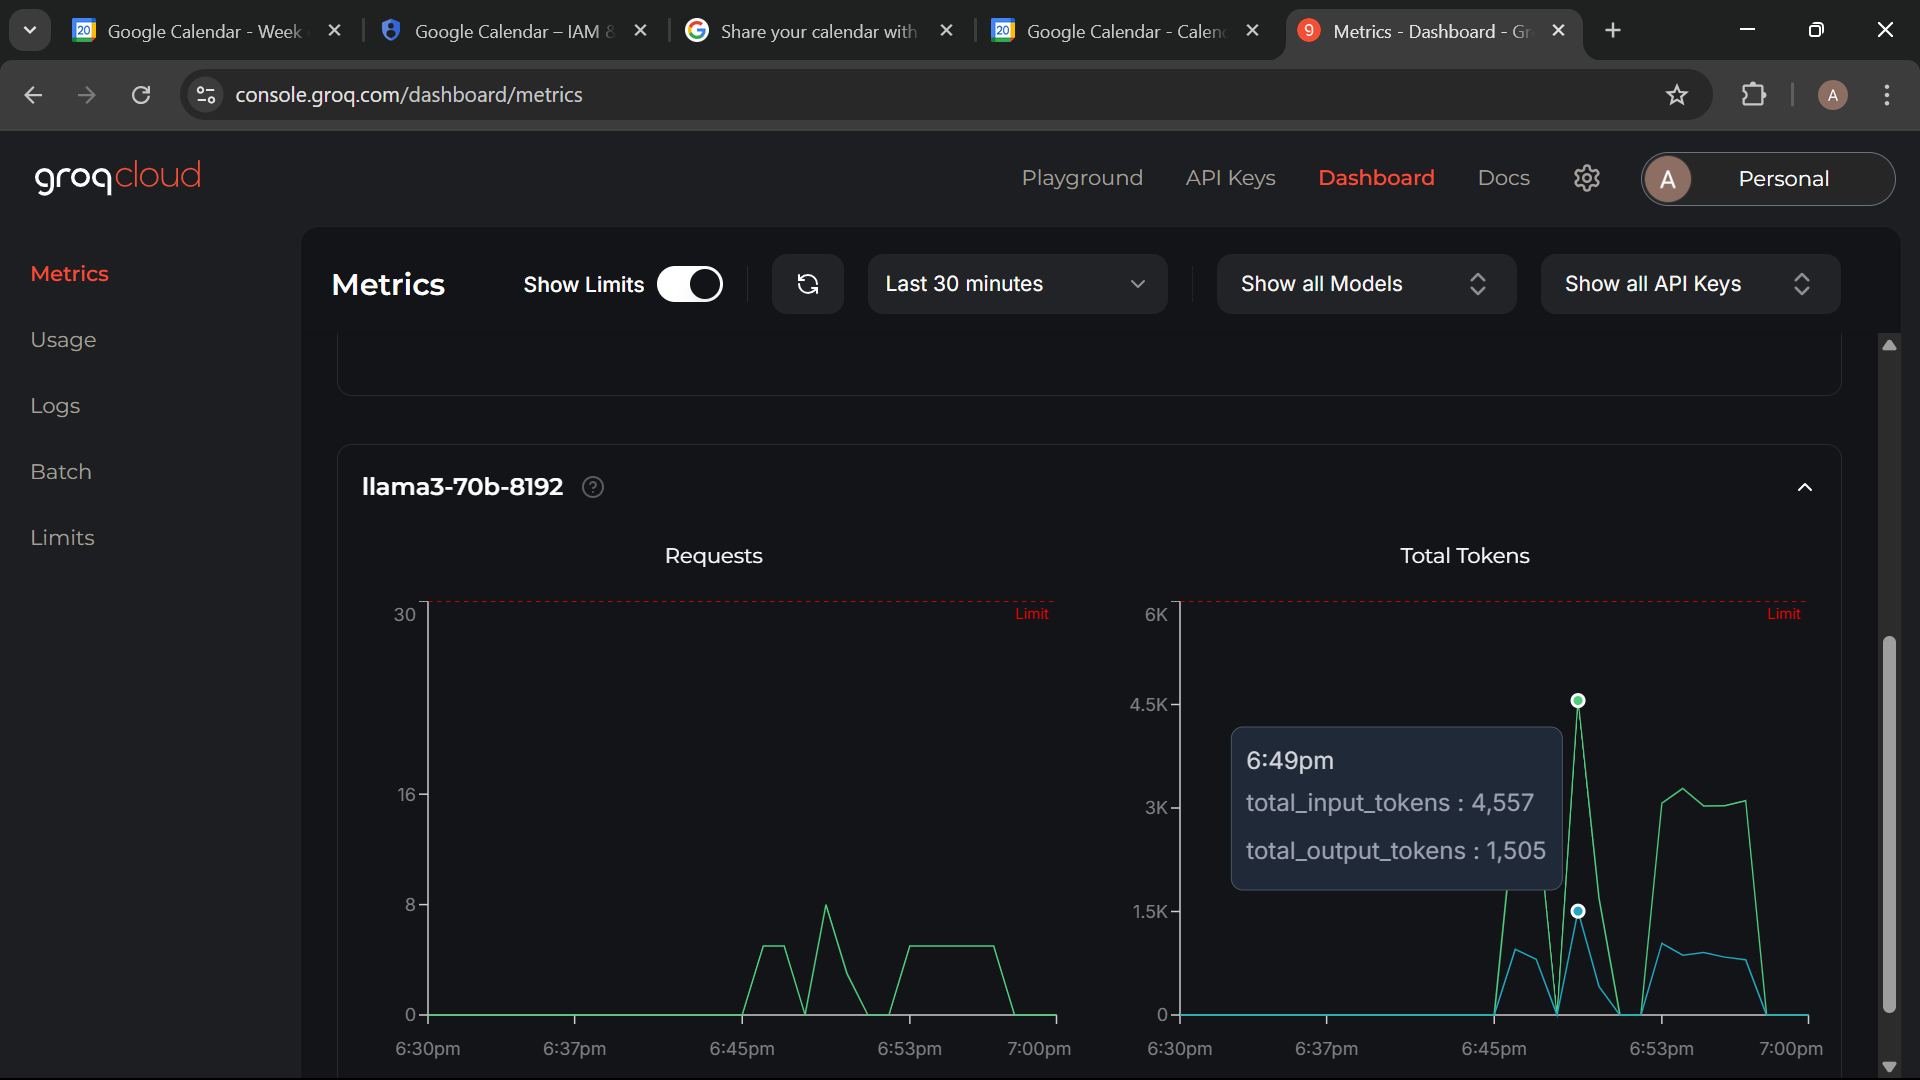 20 Google Calendar - Week
Google Calendar – IAM &
Share your calendar with
20 Google Calendar - Calen
9 Metrics - Dashboard - Gr
console.groq.com/dashboard/metrics
A
groqcloud
Playground
API Keys
Dashboard
Docs
A
Personal
Metrics
Usage
Logs
Batch
Limits
Metrics
Show Limits
Last 30 minutes
Show all Models
Show all API Keys
llama3-70b-8192 ?
Requests
30
Limit
16
8
0
6:30pm
6:37pm
6:45pm
6:53pm
7:00pm
Total Tokens
6K
Limit
4.5K
3K
1.5K
0
6:49pm
total_input_tokens : 4,557
total_output_tokens : 1,505
6:30pm
6:37pm
6:45pm
6:53pm
7:00pm